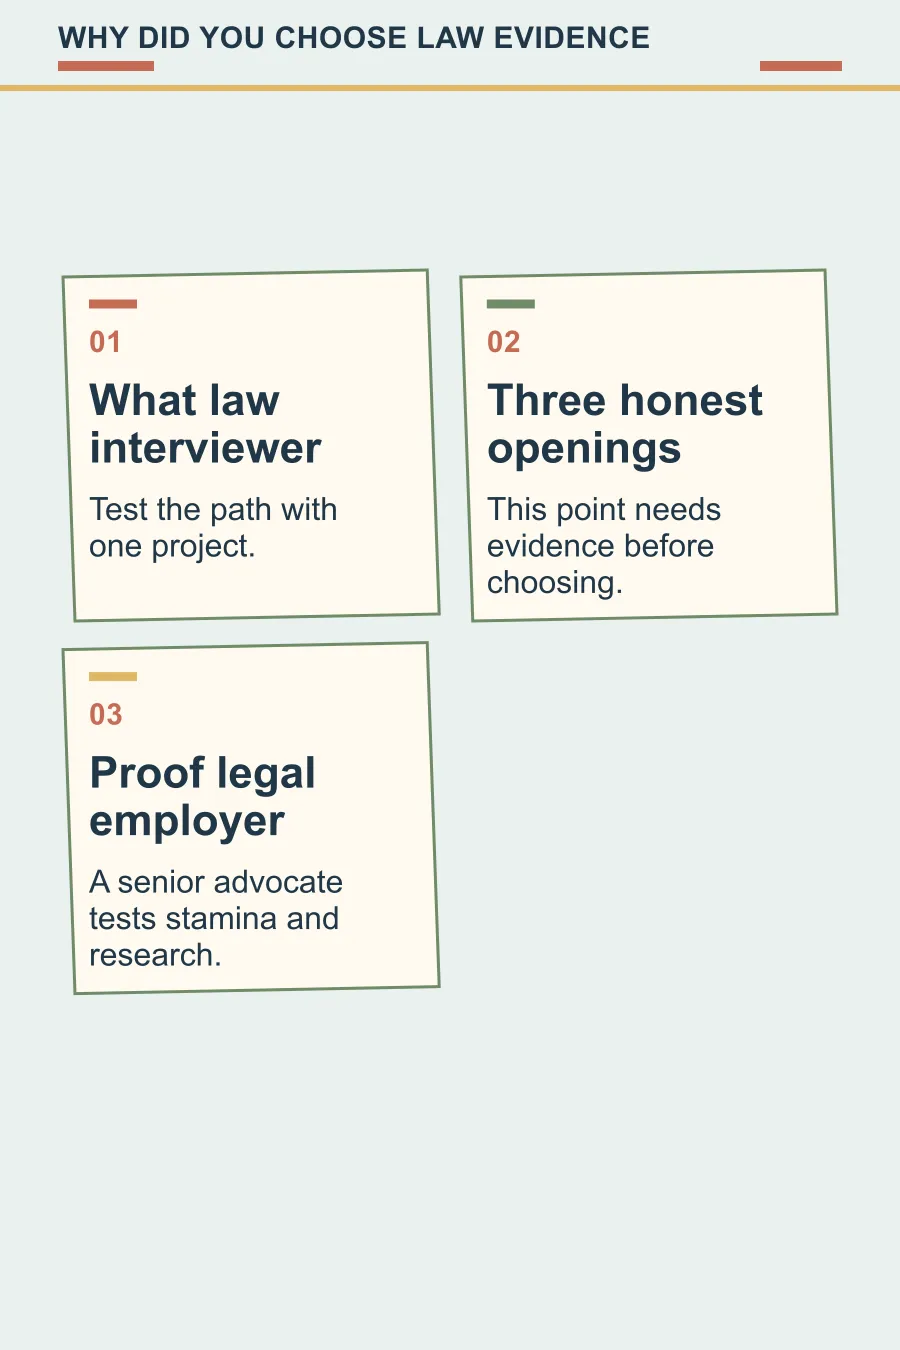 WHY DID YOU CHOOSE LAW EVIDENCE
01
What law
interviewer
Test the path with
one project.
02
Three honest
openings
This point needs
evidence before
choosing.
03
Proof legal
employer
A senior advocate
tests stamina and
research.